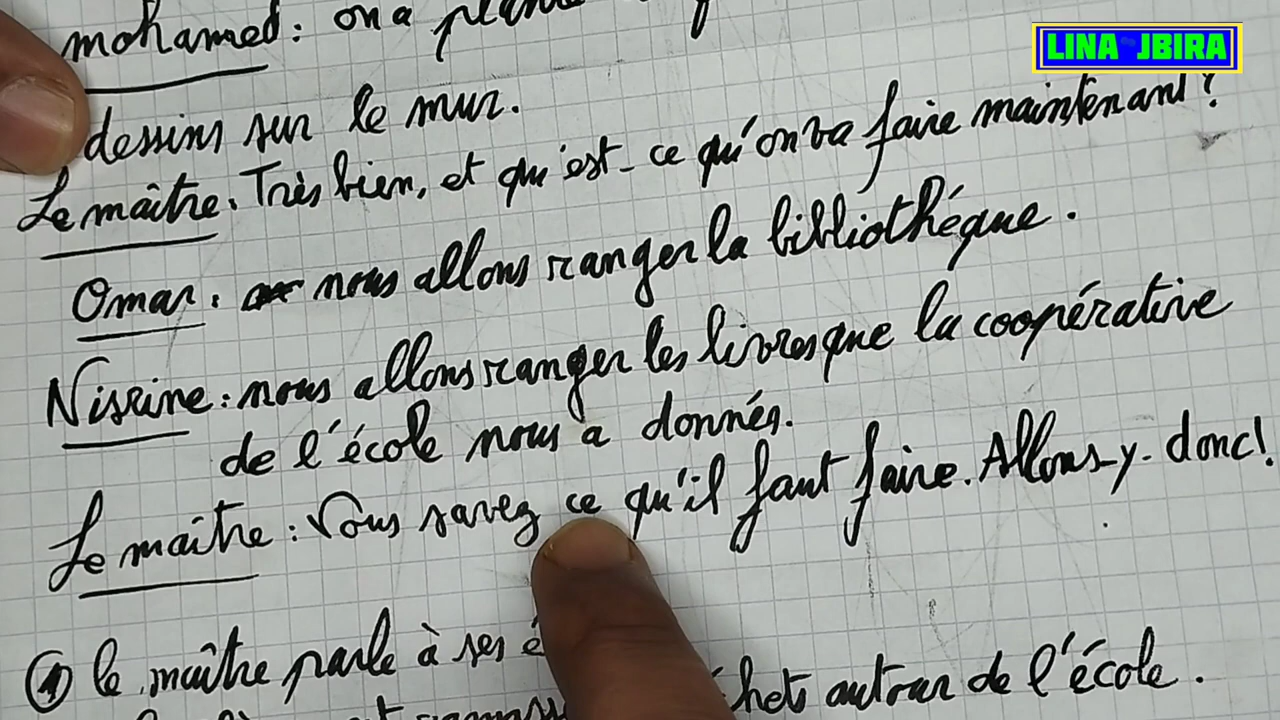 LINA JBIRA
mohamed: on a
dessins sur le mur.
Le maître: Très bien, et qu'est-ce qu'on va faire maintenant?
Omar: nous allons ranger la bibliothéque.
Nisrine: nous allons ranger les livres que la coopérative
de l'école nous a donnés.
Le maître: Vous savez ce qu'il faut faire. Allons-y-donc!
① le maître parle à ses
autour de l'école.